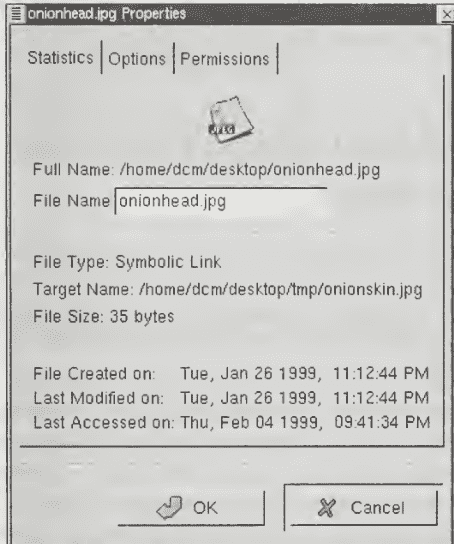 onionhead.jpg Properties
Statistics Options Permissions
JPEG
Full Name: /home/dcm/desktop/onionhead.jpg
File Name onionhead.jpg
File Type: Symbolic Link
Target Name: /home/dcm/desktop/tmp/onionskin.jpg
File Size: 35 bytes
File Created on: Tue, Jan 26 1999, 11:12:44 PM
Last Modified on: Tue, Jan 26 1999, 11:12:44 PM
Last Accessed on: Thu, Feb 04 1999, 09:41:34 PM
OK Cancel